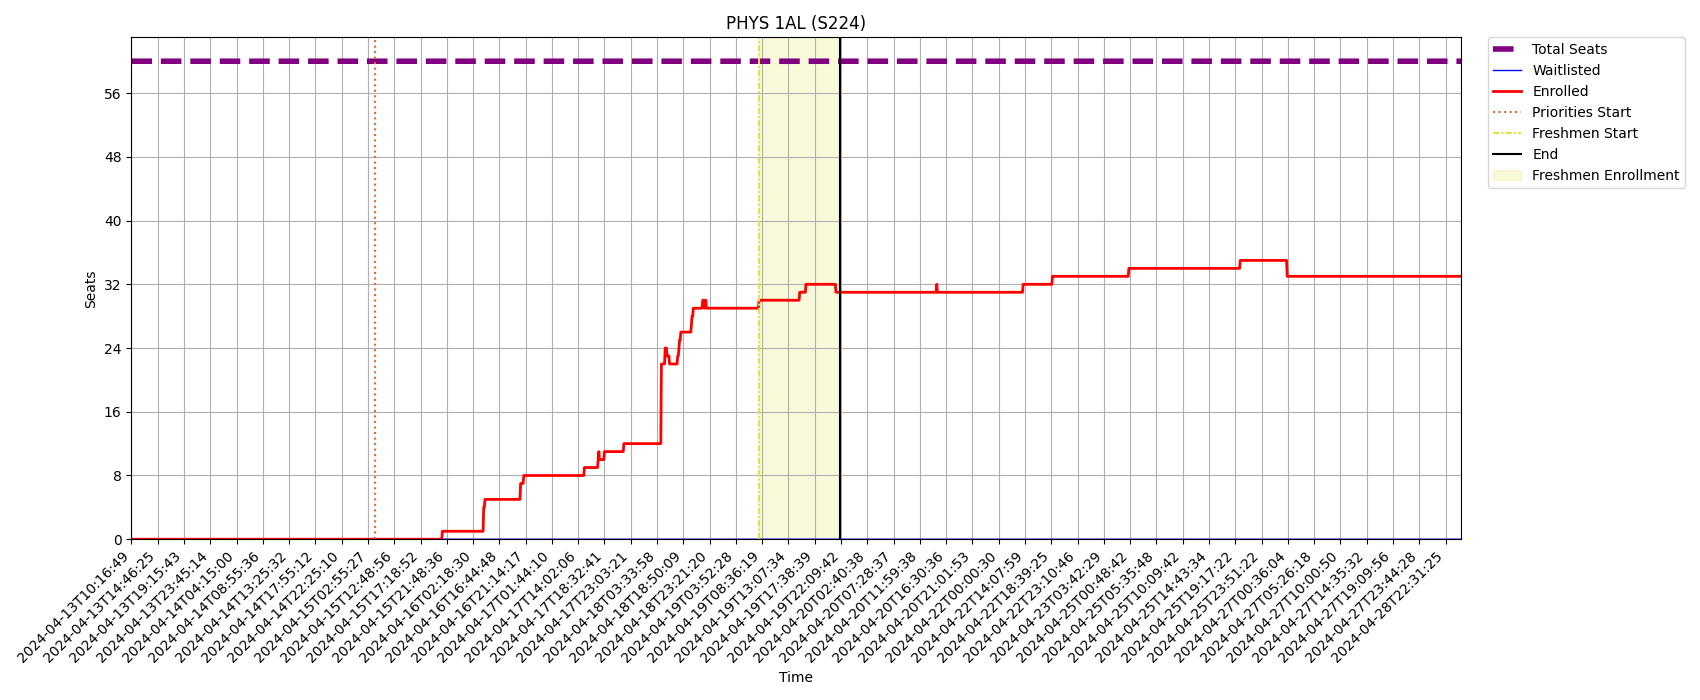 PHYS 1AL (S224)
Total Seats
Waitlisted
Enrolled
Priorities Start
Freshmen Start
End
Freshmen Enrollment
Seats
56
48
40
32
24
16
8
0
2024-04-13T10:16:49
2024-04-13T14:46:25
2024-04-13T19:15:43
2024-04-13T23:45:14
2024-04-14T04:15:00
2024-04-14T08:55:36
2024-04-14T13:25:32
2024-04-14T17:55:12
2024-04-14T22:25:10
2024-04-15T02:55:27
2024-04-15T12:48:56
2024-04-15T17:18:52
2024-04-15T21:48:36
2024-04-16T02:18:30
2024-04-16T16:44:48
2024-04-16T21:14:17
2024-04-17T01:44:10
2024-04-17T14:02:06
2024-04-17T18:32:41
2024-04-17T23:03:21
2024-04-18T03:33:58
2024-04-18T18:50:09
2024-04-18T23:21:20
2024-04-19T03:52:28
2024-04-19T08:36:19
2024-04-19T13:07:34
2024-04-19T17:38:39
2024-04-19T22:09:42
2024-04-20T02:40:38
2024-04-20T07:28:37
2024-04-20T11:59:38
2024-04-20T16:30:36
2024-04-20T21:01:53
2024-04-22T00:00:30
2024-04-22T14:07:59
2024-04-22T18:39:25
2024-04-22T23:10:46
2024-04-23T03:42:29
2024-04-25T00:48:42
2024-04-25T05:35:48
2024-04-25T10:09:42
2024-04-25T14:43:34
2024-04-25T19:17:22
2024-04-25T23:51:22
2024-04-27T00:36:04
2024-04-27T05:26:18
2024-04-27T10:00:50
2024-04-27T14:35:32
2024-04-27T19:09:56
2024-04-27T23:44:28
2024-04-28T22:31:25
Time